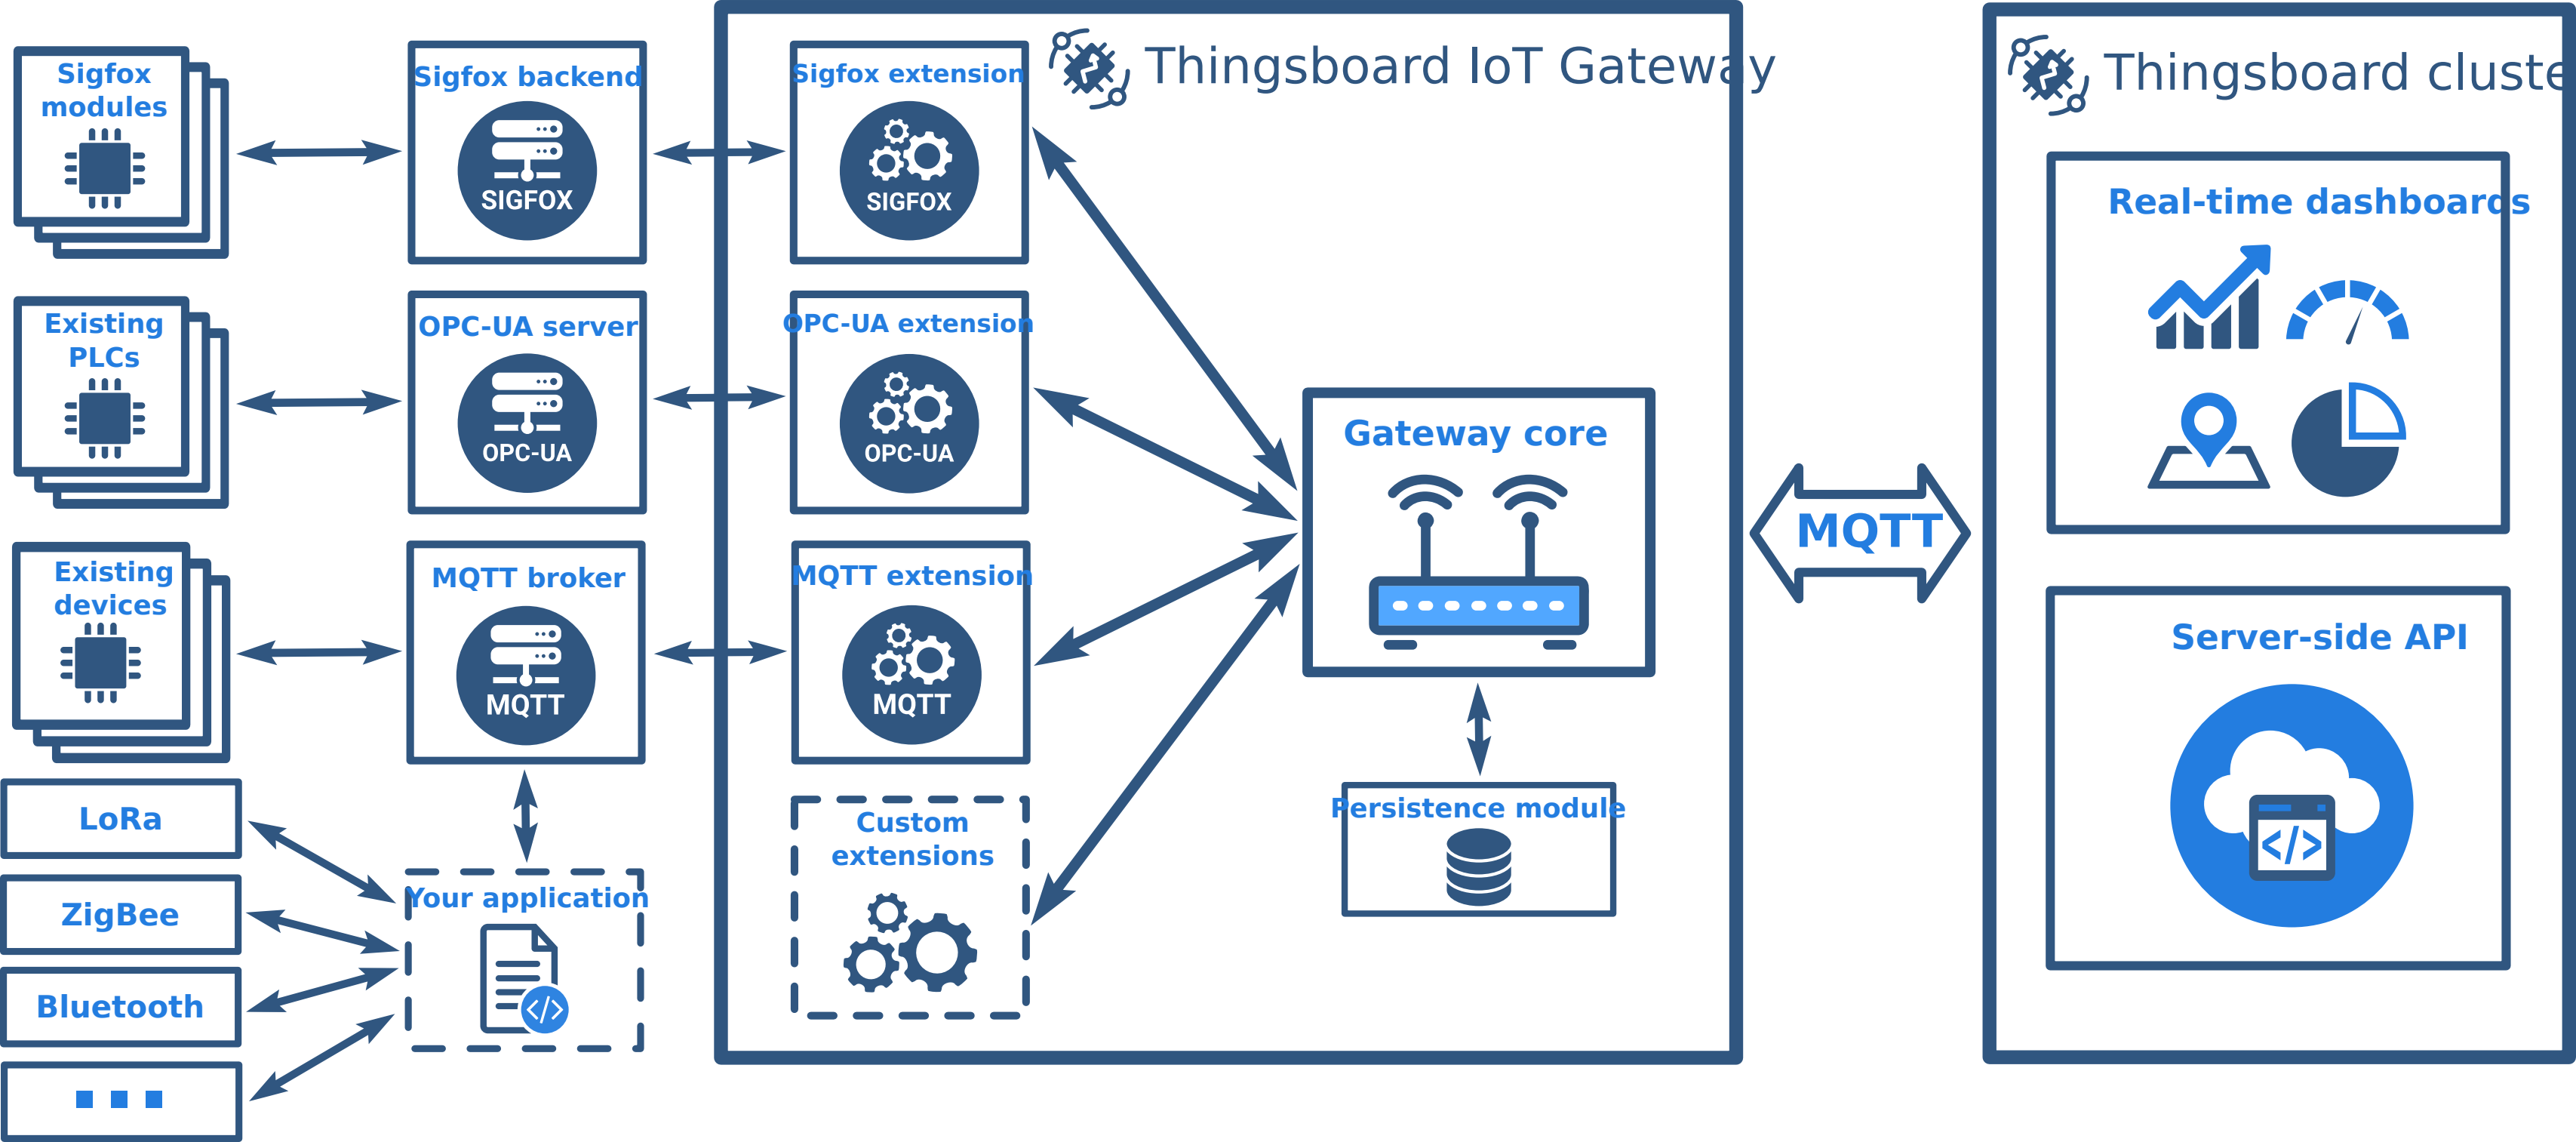 Sigfox
modules
Sigfox backend
SIGFOX
Sigfox extension
SIGFOX
Thingsboard IoT Gateway
Existing
PLCs
OPC-UA server
OPC-UA
OPC-UA extension
OPC-UA
Existing
devices
MQTT broker
MQTT
MQTT extension
MQTT
LoRa
ZigBee
Bluetooth
Your application
</>
Custom
extensions
Gateway core
Persistence module
MQTT
Thingsboard cluste
Real-time dashboards
Server-side API
</>